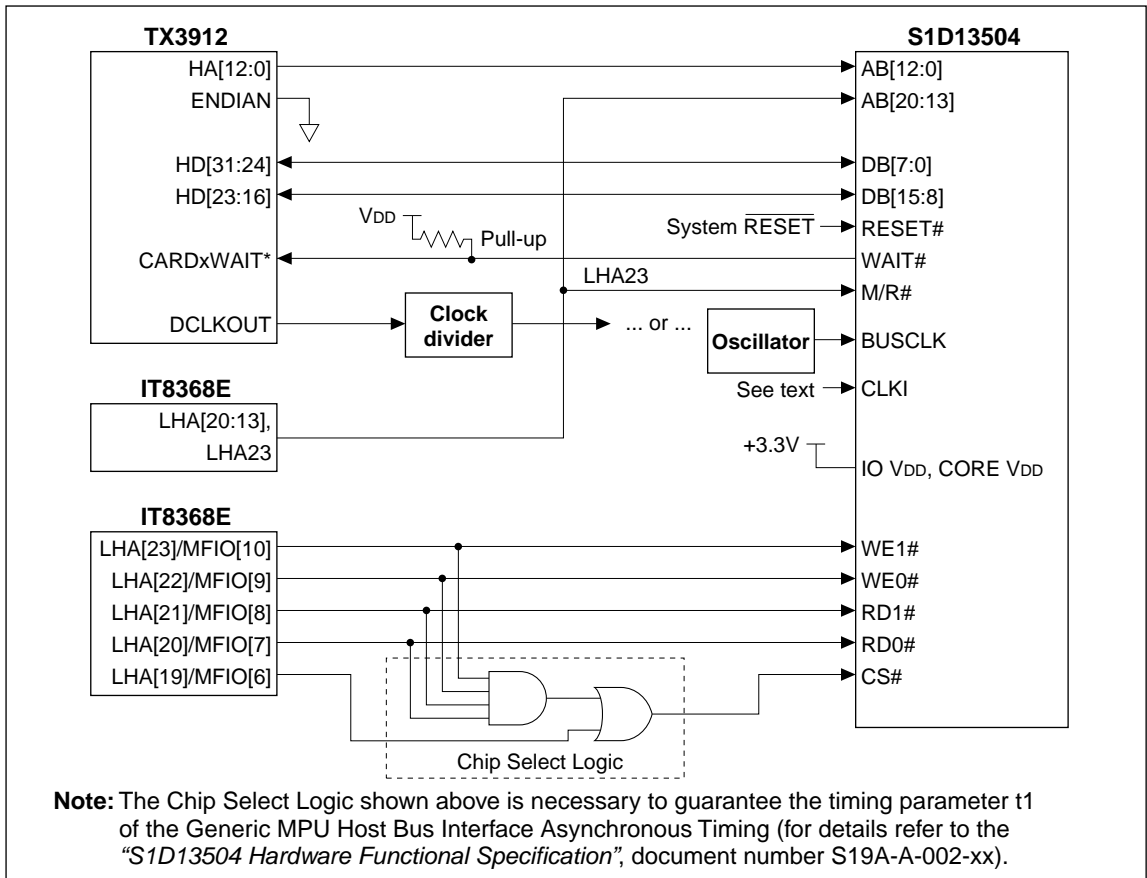 TX3912
S1D13504
HA[12:0]
AB[12:0]
ENDIAN
AB[20:13]
HD[31:24]
DB[7:0]
HD[23:16]
DB[15:8]
VDD
Pull-up
System RESET
RESET#
CARDxWAIT*
WAIT#
LHA23
M/R#
DCLKOUT
Clock
divider
... or ...
Oscillator
BUSCLK
See text
CLKI
IT8368E
LHA[20:13],
LHA23
+3.3V
IO VDD, CORE VDD
IT8368E
LHA[23]/MFIO[10]
WE1#
LHA[22]/MFIO[9]
WE0#
LHA[21]/MFIO[8]
RD1#
LHA[20]/MFIO[7]
RD0#
LHA[19]/MFIO[6]
CS#
Chip Select Logic
Note: The Chip Select Logic shown above is necessary to guarantee the timing parameter t1
of the Generic MPU Host Bus Interface Asynchronous Timing (for details refer to the
“S1D13504 Hardware Functional Specification”, document number S19A-A-002-xx).